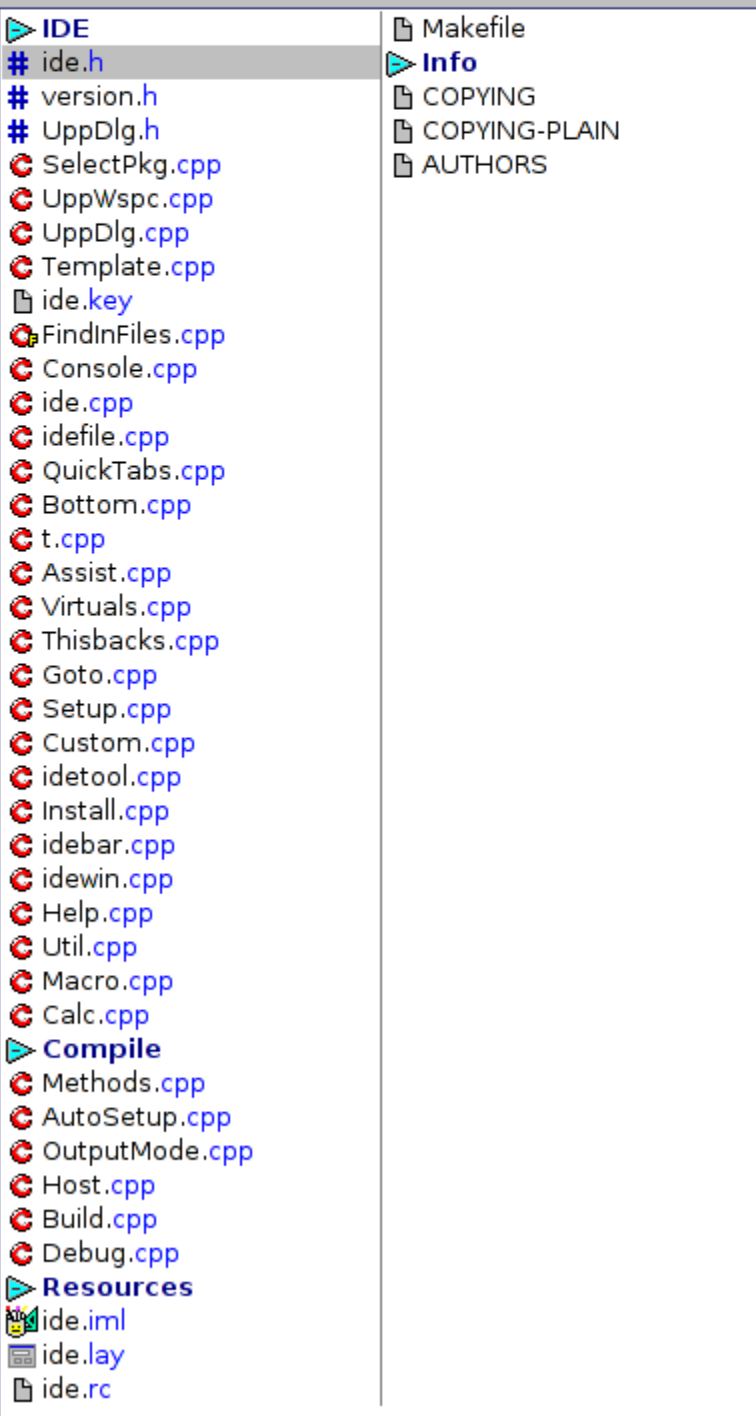 IDE
ide.h
version.h
UppDlg.h
SelectPkg.cpp
UppWspc.cpp
UppDlg.cpp
Template.cpp
ide.key
FindInFiles.cpp
Console.cpp
ide.cpp
idefile.cpp
QuickTabs.cpp
Bottom.cpp
t.cpp
Assist.cpp
Virtuals.cpp
Thisbacks.cpp
Goto.cpp
Setup.cpp
Custom.cpp
idetool.cpp
Install.cpp
idebar.cpp
idewin.cpp
Help.cpp
Util.cpp
Macro.cpp
Calc.cpp
Compile
Methods.cpp
AutoSetup.cpp
OutputMode.cpp
Host.cpp
Build.cpp
Debug.cpp
Resources
ide.iml
ide.lay
ide.rc
Makefile
Info
COPYING
COPYING-PLAIN
AUTHORS